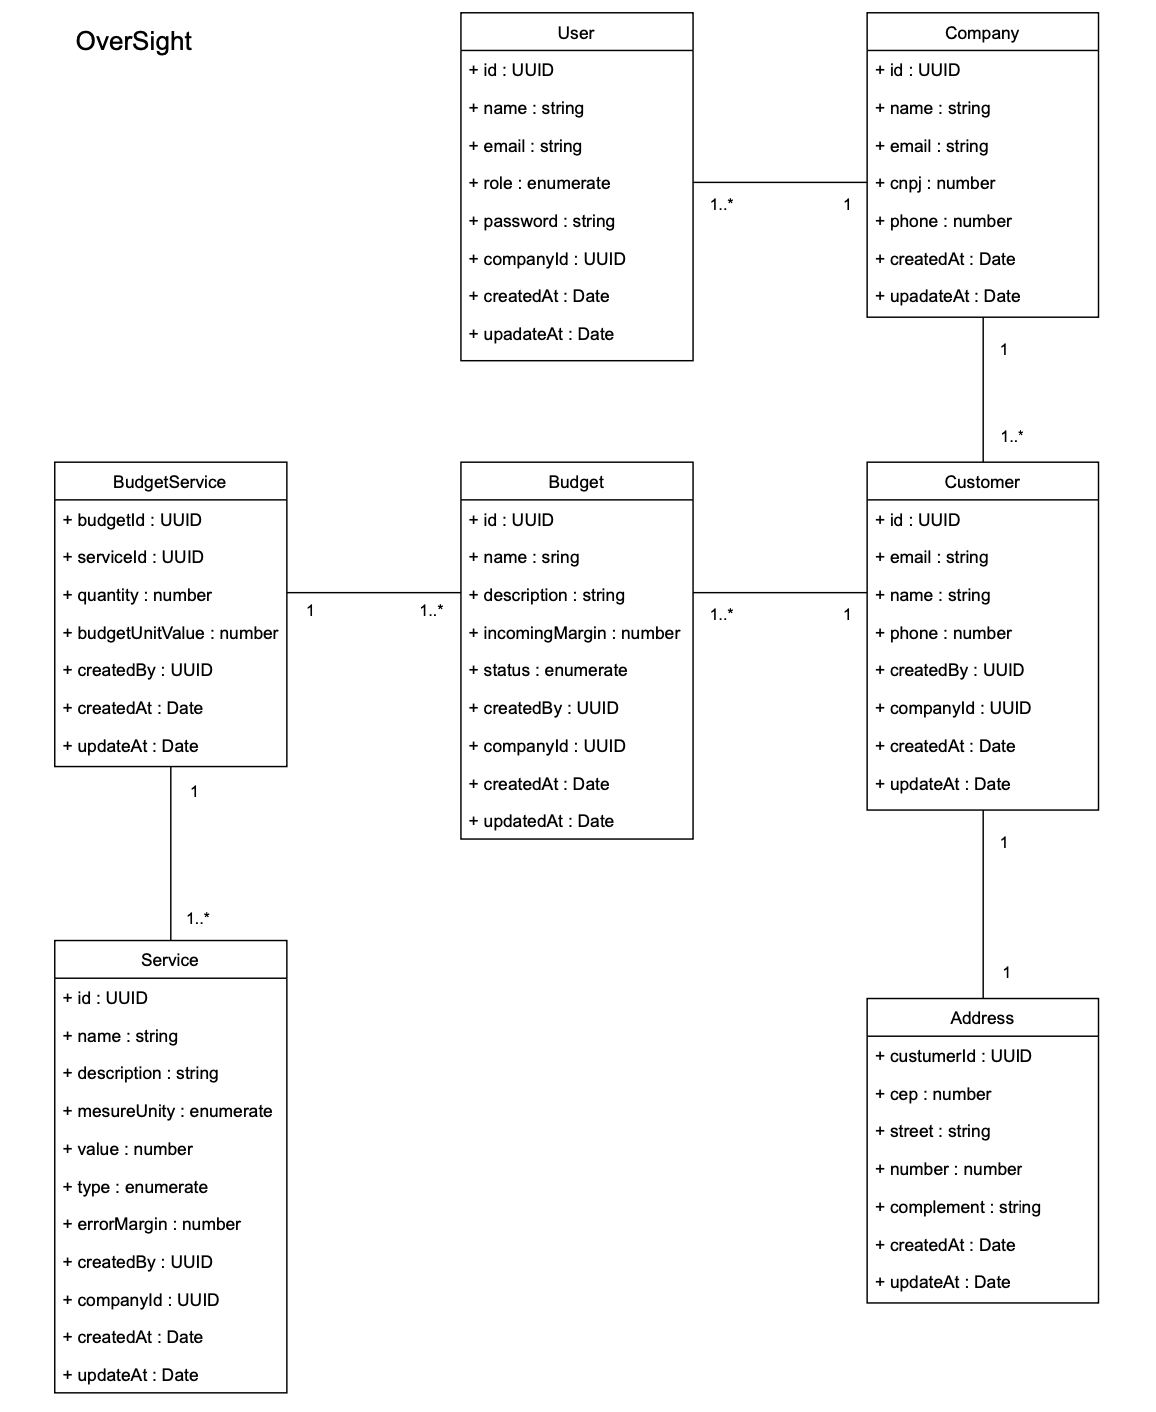 OverSight
User
+ id : UUID
+ name : string
+ email : string
+ role : enumerate
+ password : string
+ companyId : UUID
+ createdAt : Date
+ upadateAt : Date
1..*
1
Company
+ id : UUID
+ name : string
+ email : string
+ cnpj : number
+ phone : number
+ createdAt : Date
+ upadateAt : Date
1
1..*
BudgetService
+ budgetId : UUID
+ serviceId : UUID
+ quantity : number
+ budgetUnitValue : number
+ createdBy : UUID
+ createdAt : Date
+ updateAt : Date
1
1..*
Budget
+ id : UUID
+ name : sring
+ description : string
+ incomingMargin : number
+ status : enumerate
+ createdBy : UUID
+ companyId : UUID
+ createdAt : Date
+ updatedAt : Date
1..*
1
Customer
+ id : UUID
+ email : string
+ name : string
+ phone : number
+ createdBy : UUID
+ companyId : UUID
+ createdAt : Date
+ updateAt : Date
1
1..*
1
1
Service
+ id : UUID
+ name : string
+ description : string
+ mesureUnity : enumerate
+ value : number
+ type : enumerate
+ errorMargin : number
+ createdBy : UUID
+ companyId : UUID
+ createdAt : Date
+ updateAt : Date
Address
+ custumerId : UUID
+ cep : number
+ street : string
+ number : number
+ complement : string
+ createdAt : Date
+ updateAt : Date